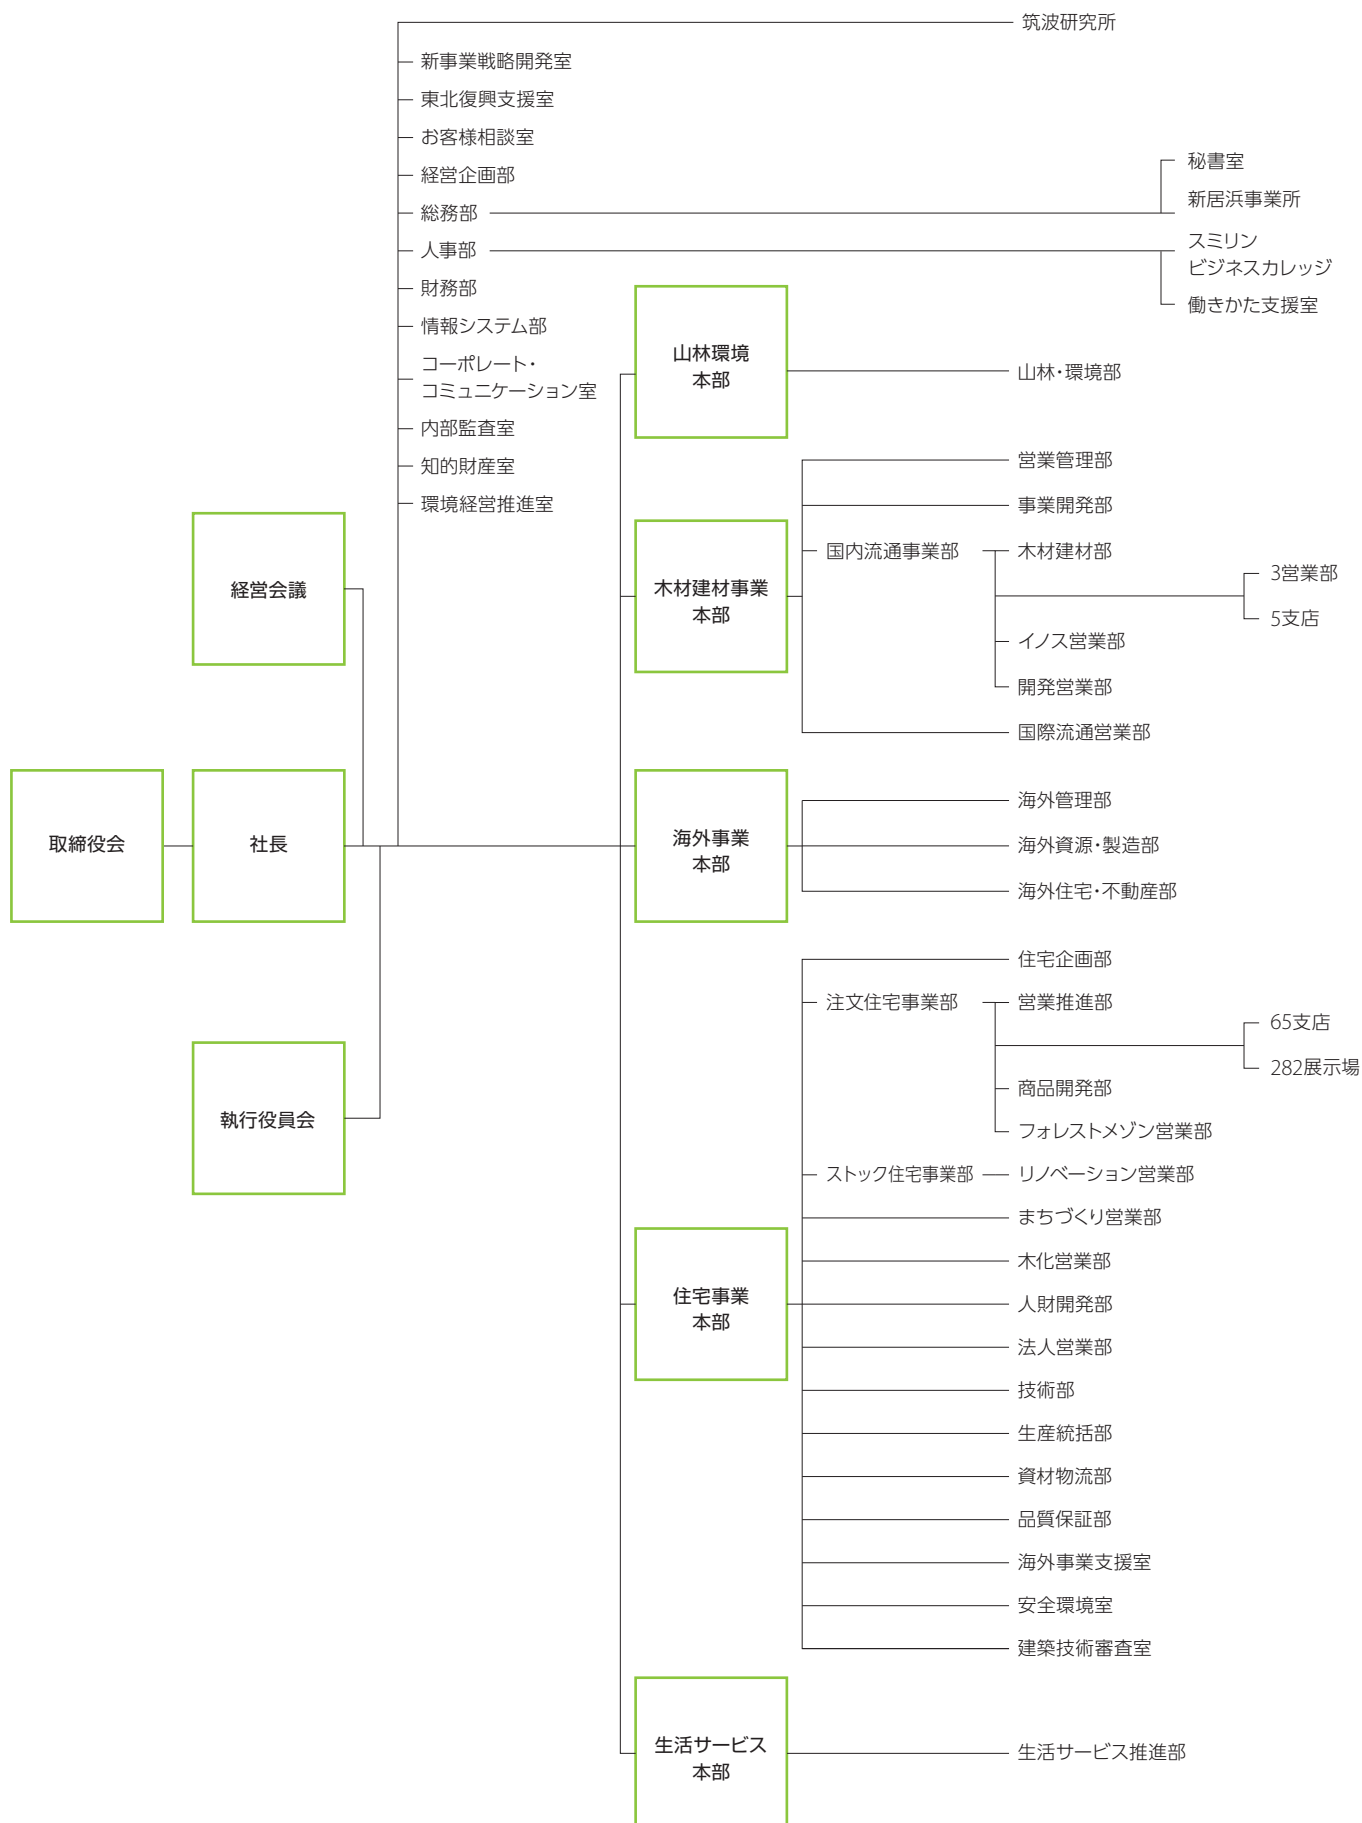 筑波研究所
新事業戦略開発室
東北復興支援室
お客様相談室
経営企画部
総務部
秘書室
新居浜事業所
人事部
スミリン
ビジネスカレッジ
働きかた支援室
財務部
情報システム部
コーポレート・
コミュニケーション室
内部監査室
知的財産室
環境経営推進室
経営会議
取締役会
社長
執行役員会
山林環境
本部
山林・環境部
木材建材事業
本部
営業管理部
事業開発部
国内流通事業部
木材建材部
3営業部
5支店
イノス営業部
開発営業部
国際流通営業部
海外事業
本部
海外管理部
海外資源・製造部
海外住宅・不動産部
住宅事業
本部
住宅企画部
注文住宅事業部
営業推進部
65支店
282展示場
商品開発部
フォレストメゾン営業部
ストック住宅事業部
リノベーション営業部
まちづくり営業部
木化営業部
人財開発部
法人営業部
技術部
生産統括部
資材物流部
品質保証部
海外事業支援室
安全環境室
建築技術審査室
生活サービス
本部
生活サービス推進部